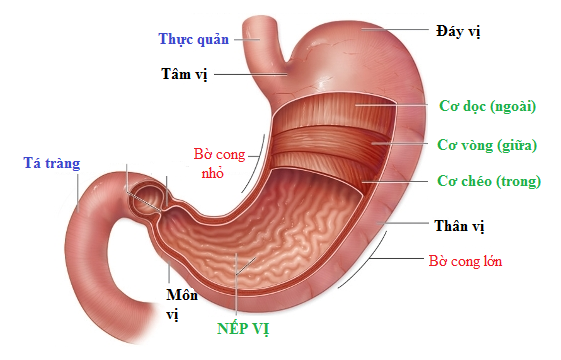 Thực quản
Đáy vị
Tâm vị
Cơ dọc (ngoài)
Cơ vòng (giữa)
Bờ cong
nhỏ
Tá tràng
Cơ chéo (trong)
Thân vị
Bờ cong lớn
Môn
vị
NẾP VỊ